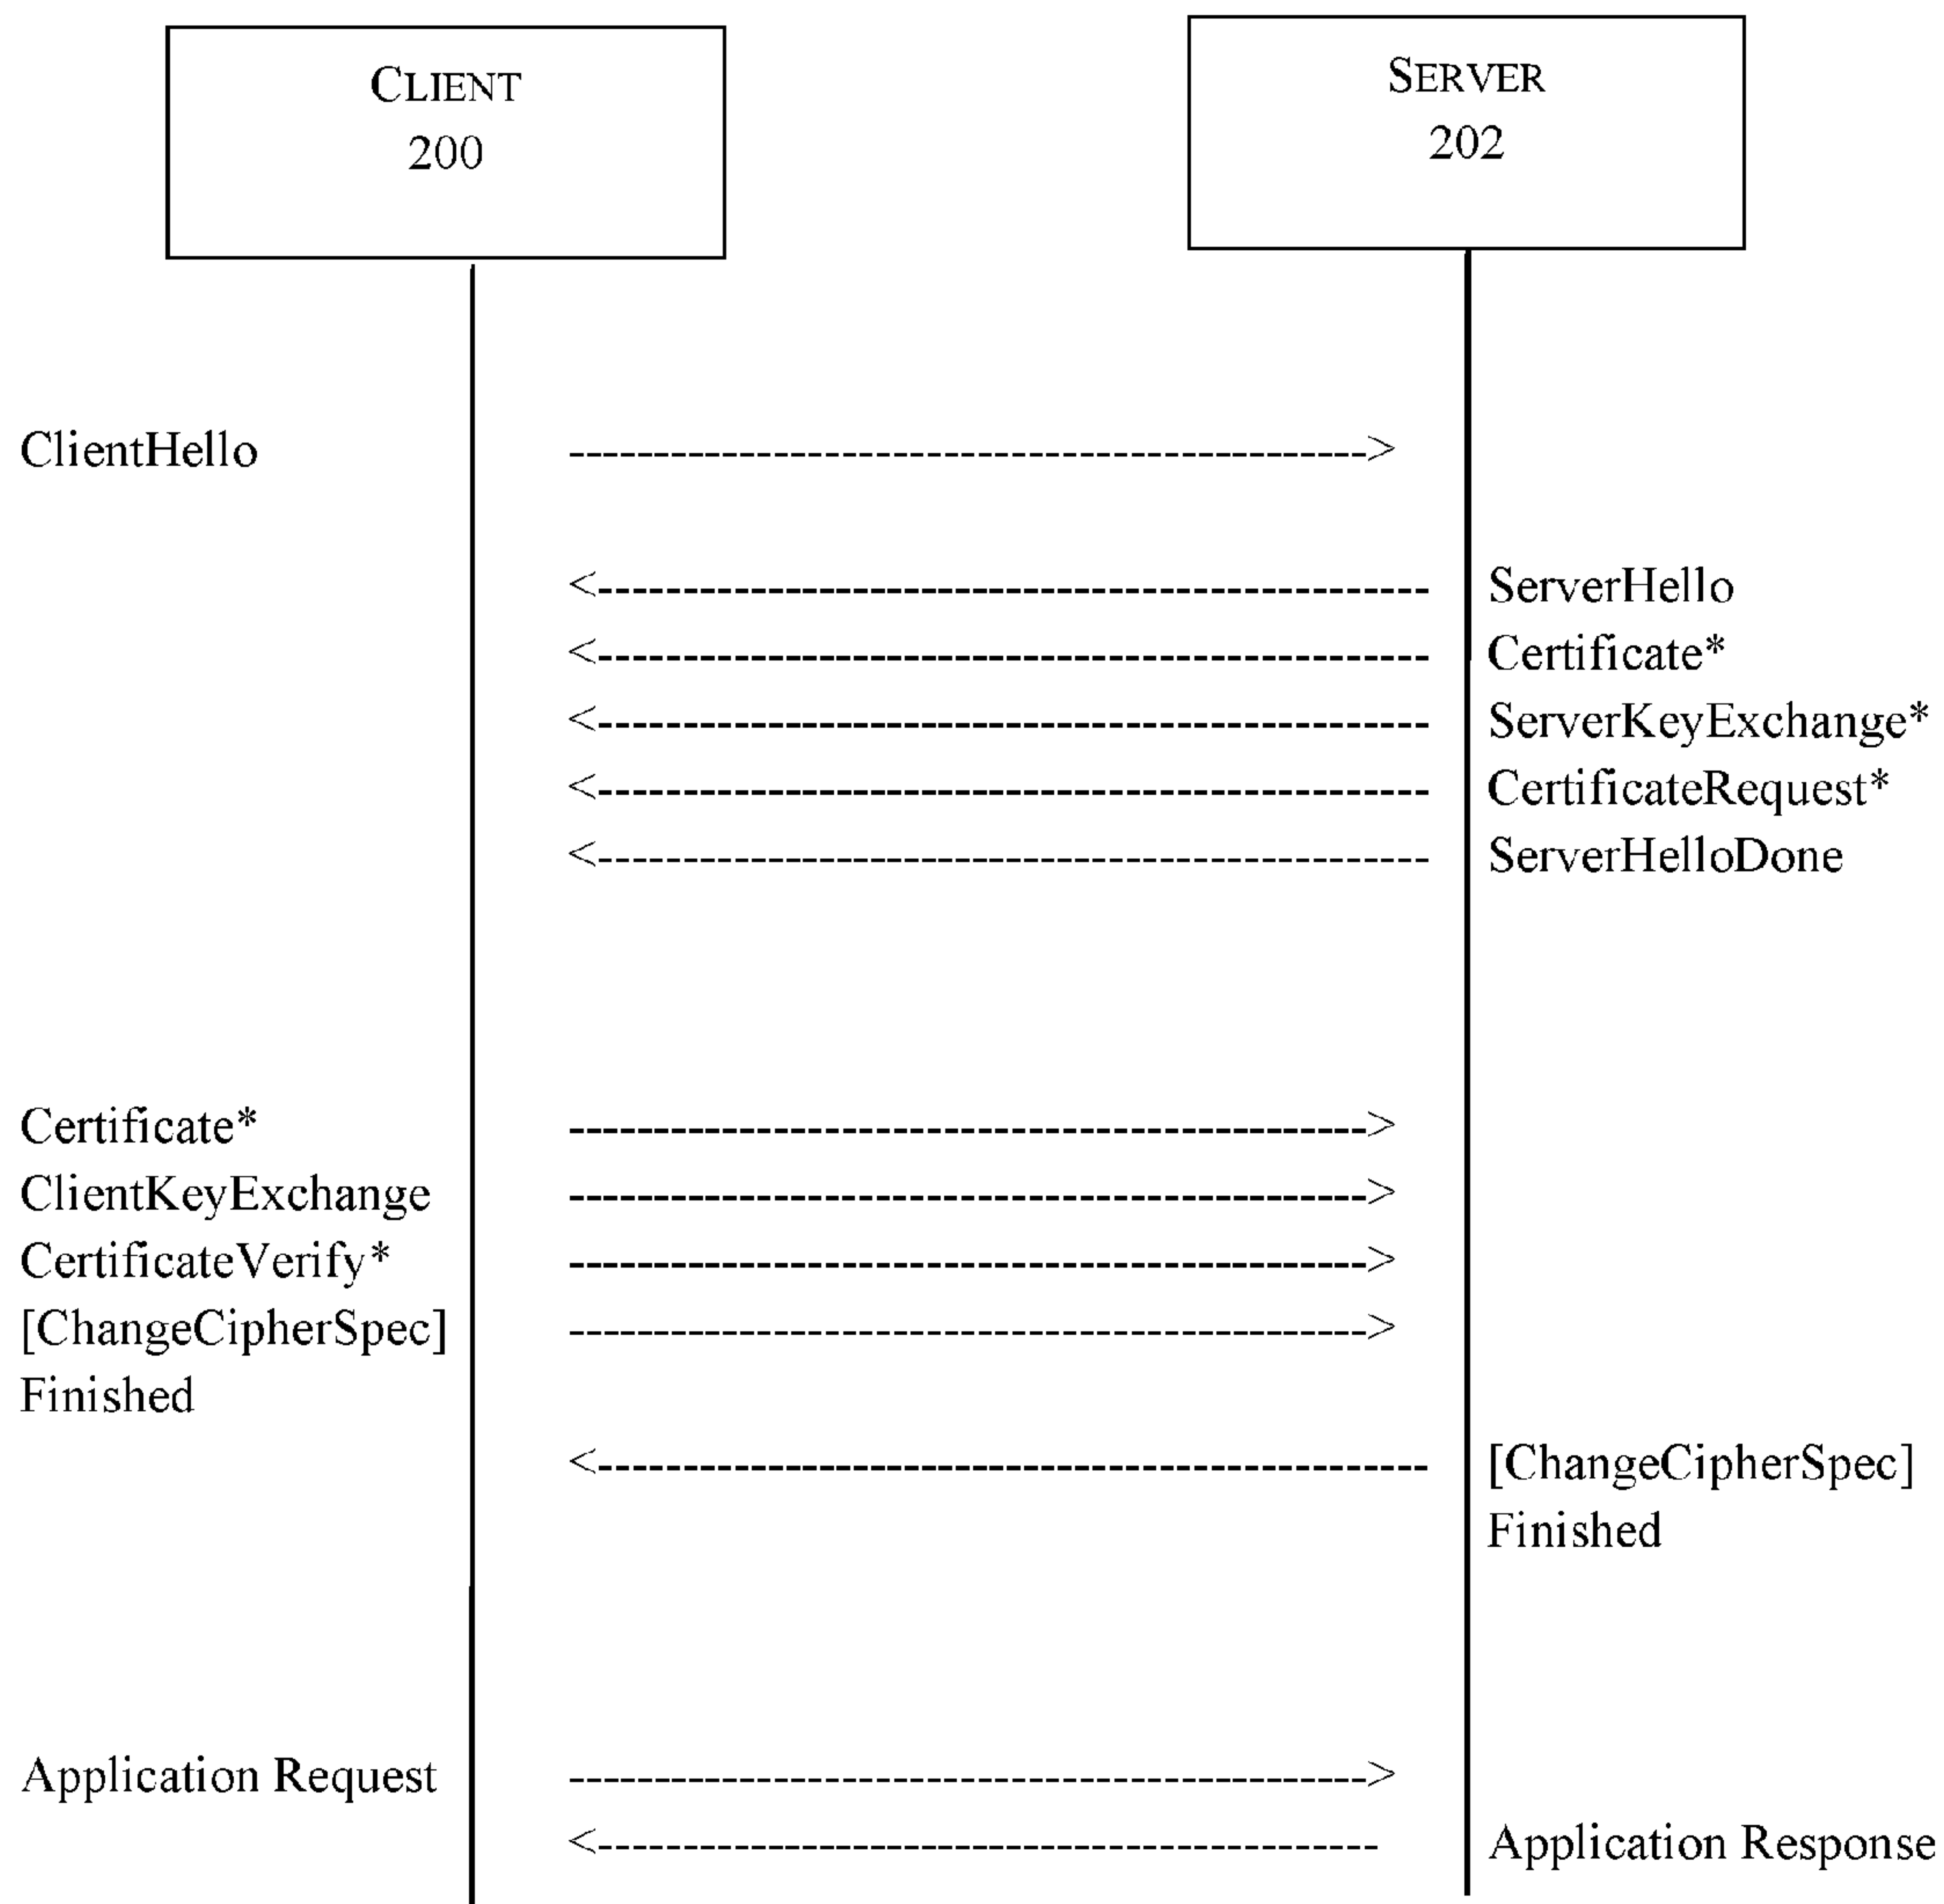 CLIENT
200
SERVER
202
ClientHello
ServerHello
Certificate*
ServerKeyExchange*
CertificateRequest*
ServerHelloDone
Certificate*
ClientKeyExchange
CertificateVerify*
[ChangeCipherSpec]
Finished
[ChangeCipherSpec]
Finished
Application Request
Application Response